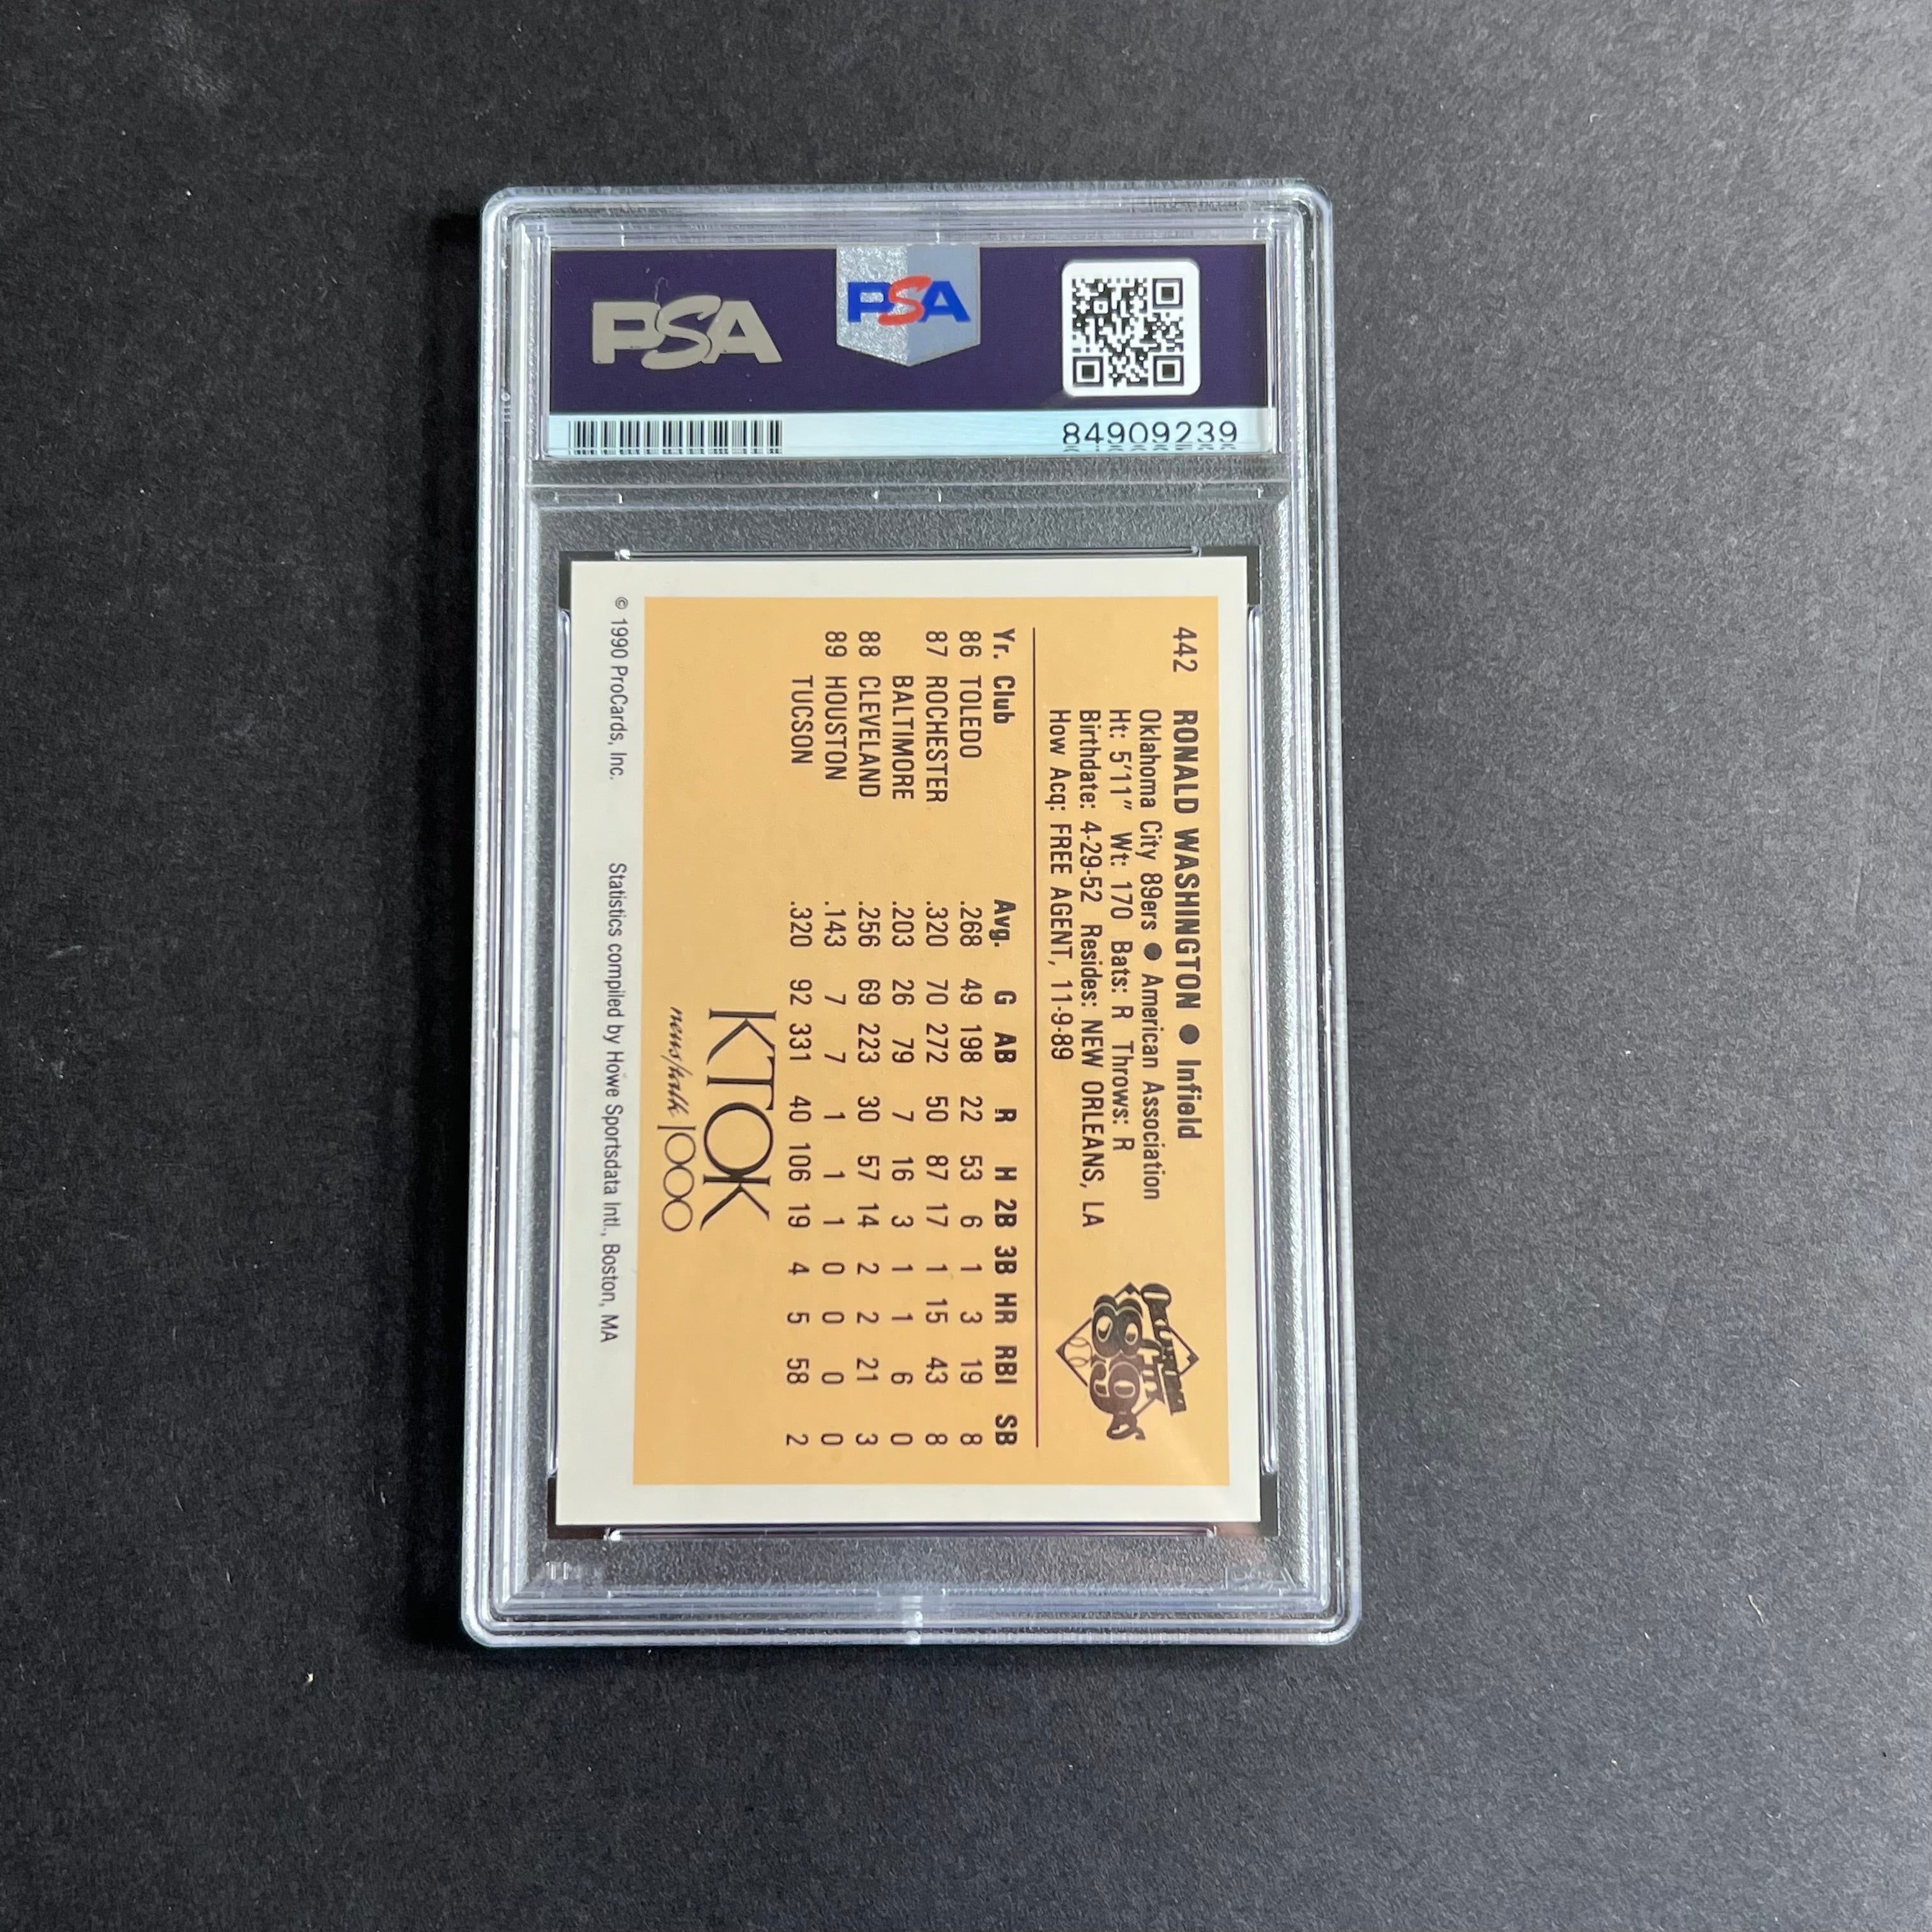 PSA
PSA
84909239
442 RONALD WASHINGTON ● Infield
Oklahoma City 89ers ● American Association
Ht: 5'11" Wt: 170 Bats: R Throws: R
Birthdate: 4-29-52 Resides: NEW ORLEANS, LA
How Acq: FREE AGENT, 11-9-89
OKLAHOMA
CITY
89ers
Yr. Club Avg. G AB R H 2B 3B HR RBI SB
86 TOLEDO .268 49 198 22 53 6 1 3 19 8
87 ROCHESTER .320 70 272 50 87 17 1 15 43 8
BALTIMORE .203 26 79 7 16 3 1 1 6 0
88 CLEVELAND .256 69 223 30 57 14 2 2 21 3
89 HOUSTON .143 7 7 1 1 1 0 0 0 0
TUCSON .320 92 331 40 106 19 4 5 58 2
KTOK
news/talk 1000
© 1990 ProCards, Inc. Statistics compiled by Howe Sportsdata Intl., Boston, MA